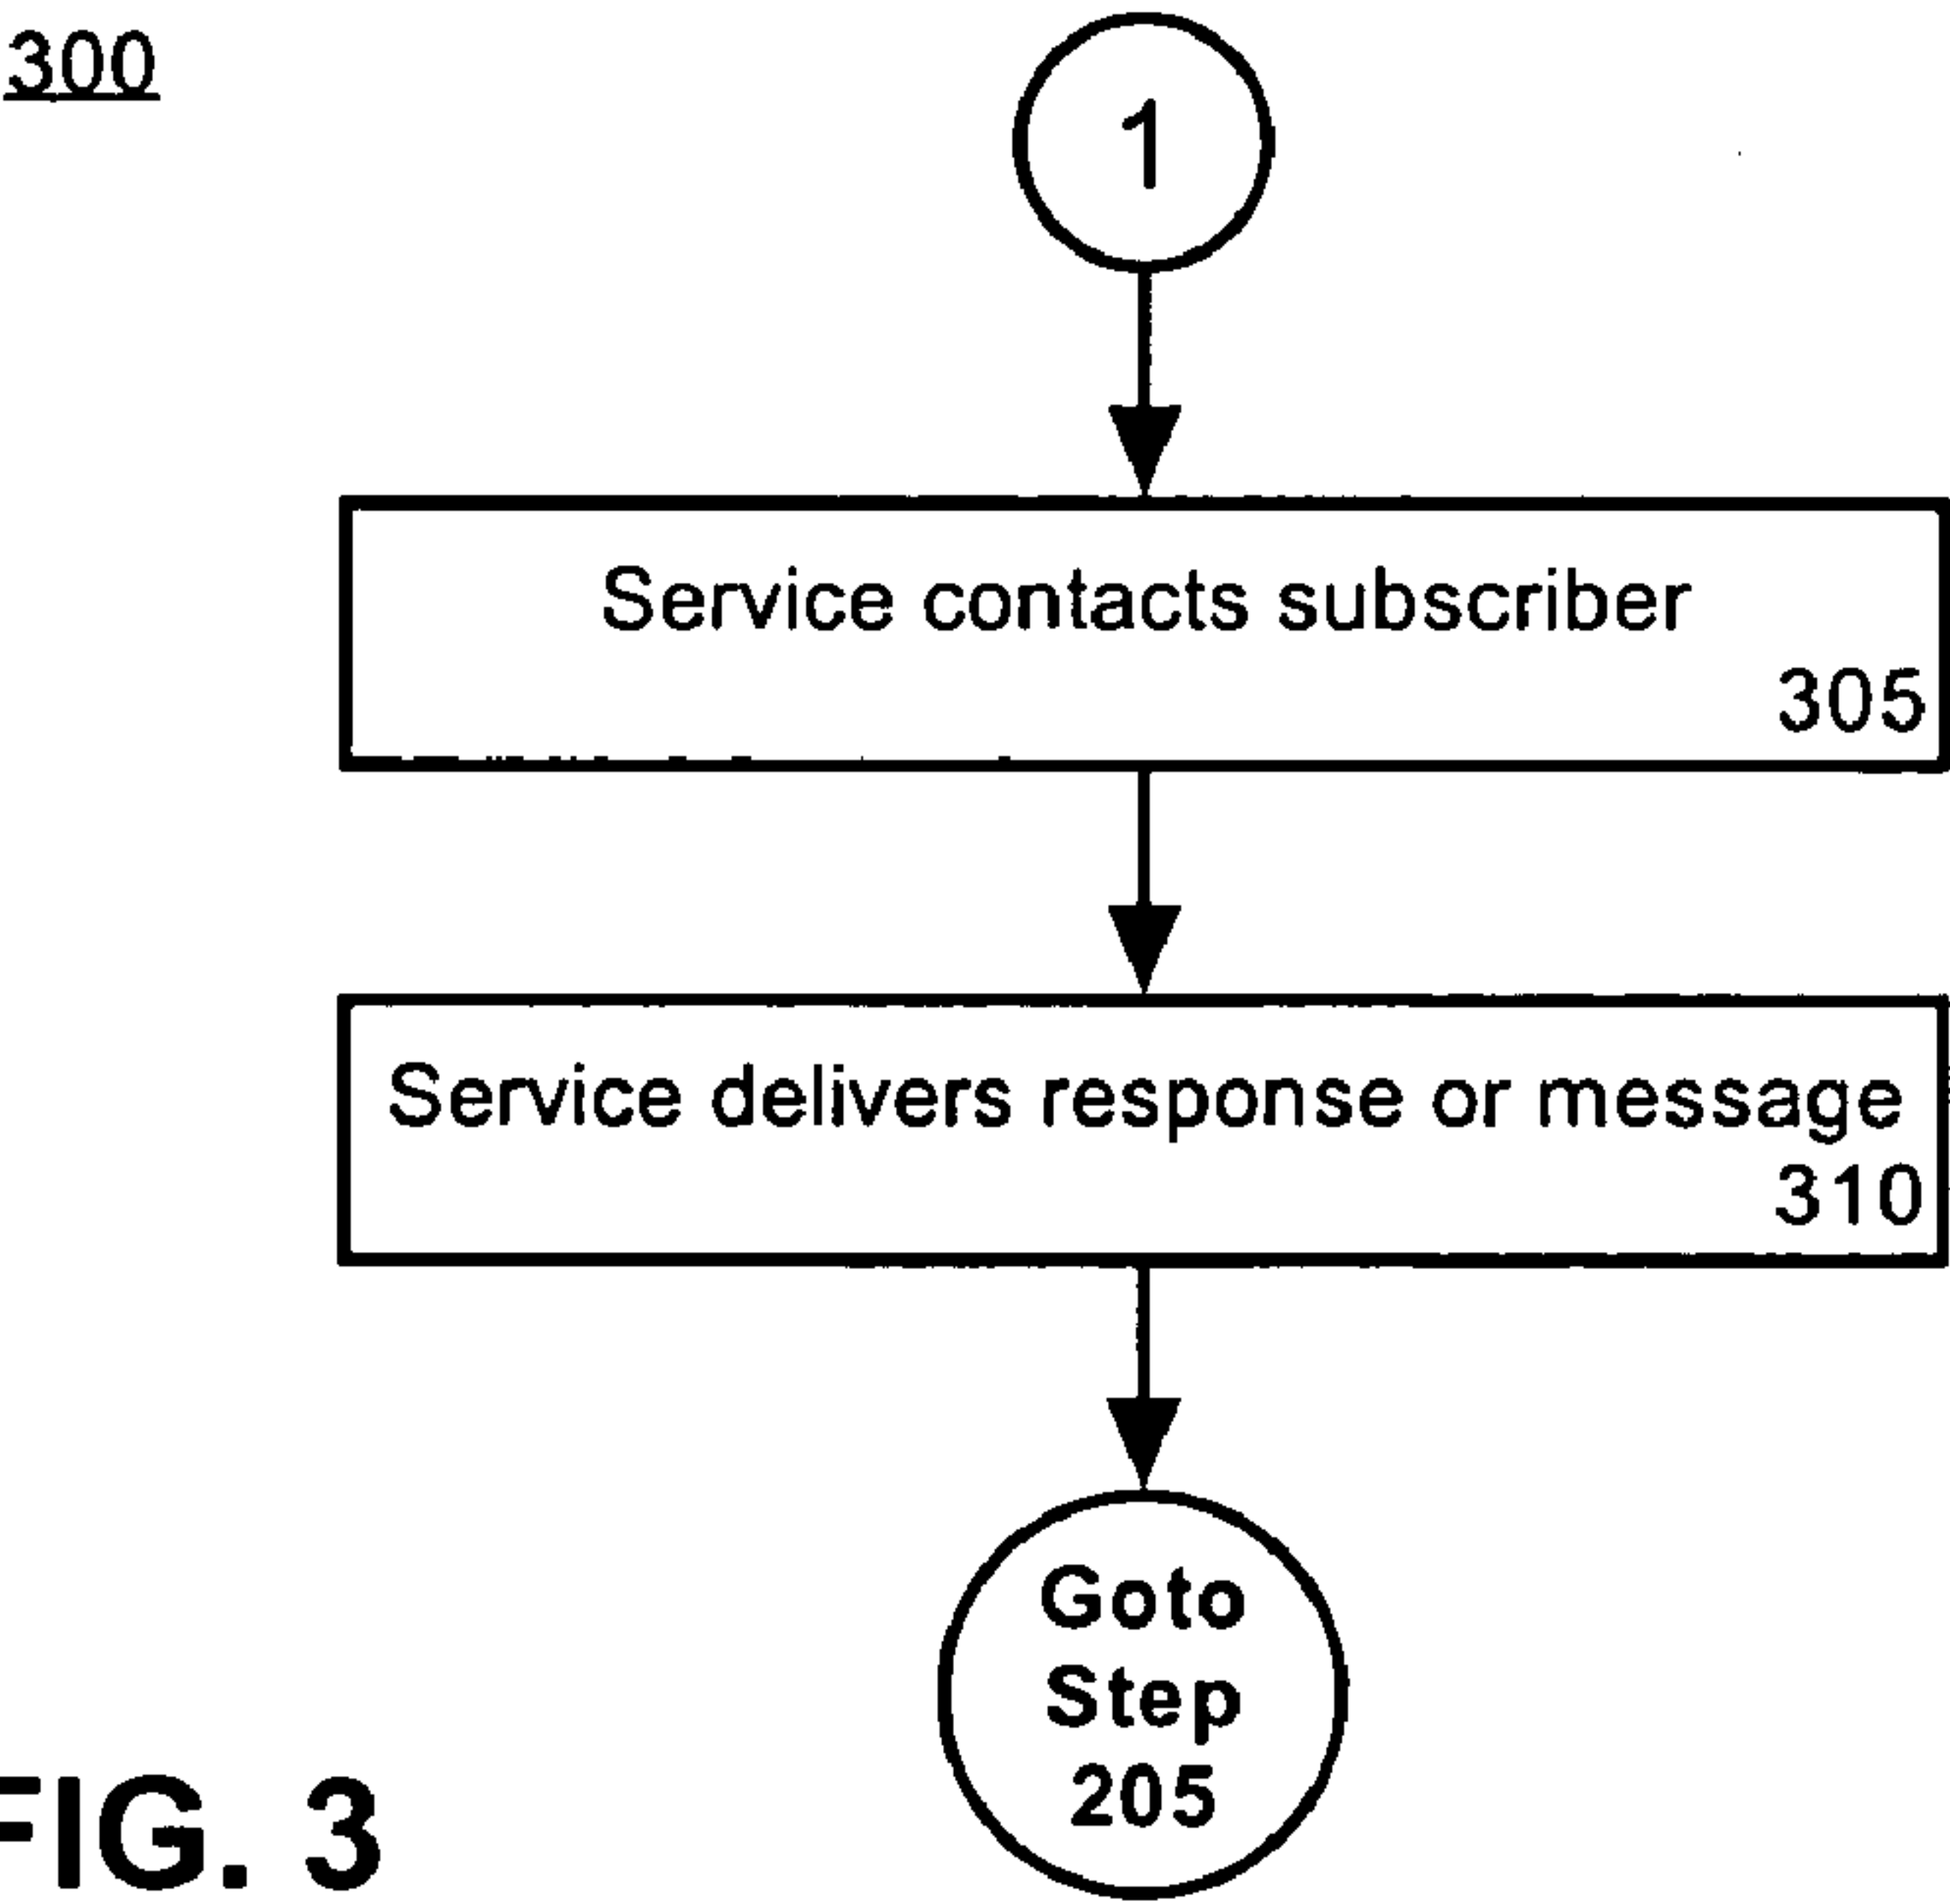 300
1
Service contacts subscriber
305
Service delivers response or message
310
Goto
Step
205
FIG. 3